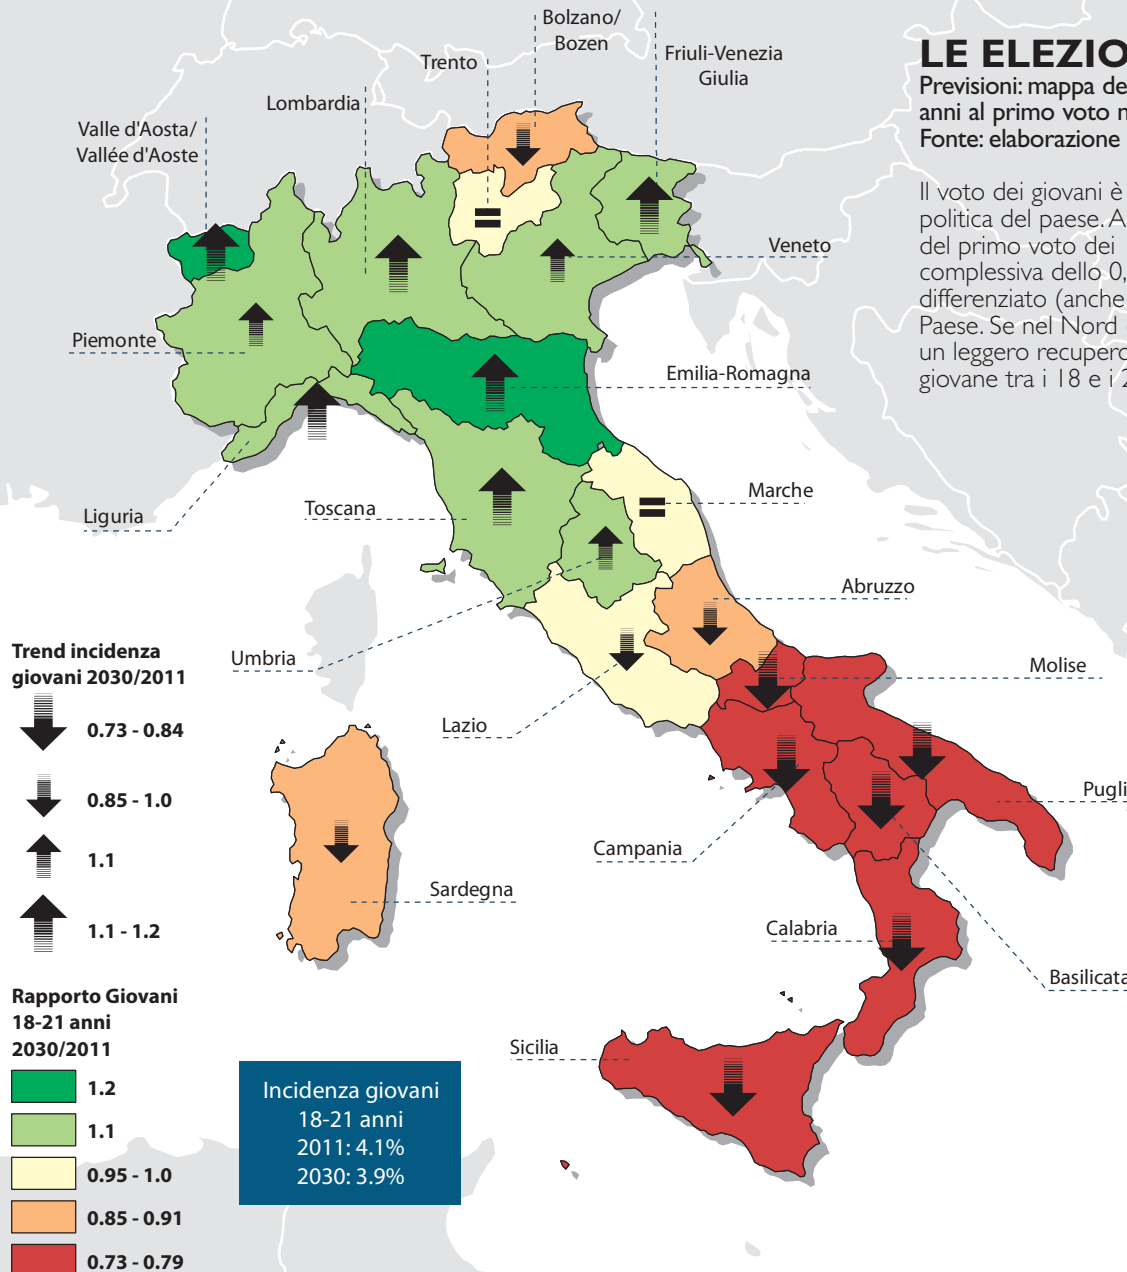 Bolzano/
Bozen
Trento
Friuli-Venezia
Giulia
Lombardia
Valle d'Aosta/
Vallée d'Aoste
Veneto
Piemonte
Emilia-Romagna
Marche
Toscana
Liguria
Abruzzo
Umbria
Molise
Lazio
Pugli
Campania
Sardegna
Calabria
Basilicata
Sicilia
LE ELEZIO
Previsioni: mappa de
anni al primo voto n
Fonte: elaborazione
Il voto dei giovani è
politica del paese. A
del primo voto dei
complessiva dello 0,
differenziato (anche
Paese. Se nel Nord
un leggero recupero
giovane tra i 18 e i 2
Trend incidenza
giovani 2030/2011
0.73 - 0.84
0.85 - 1.0
1.1
1.1 - 1.2
Rapporto Giovani
18-21 anni
2030/2011
1.2
1.1
0.95 - 1.0
0.85 - 0.91
0.73 - 0.79
Incidenza giovani
18-21 anni
2011: 4.1%
2030: 3.9%